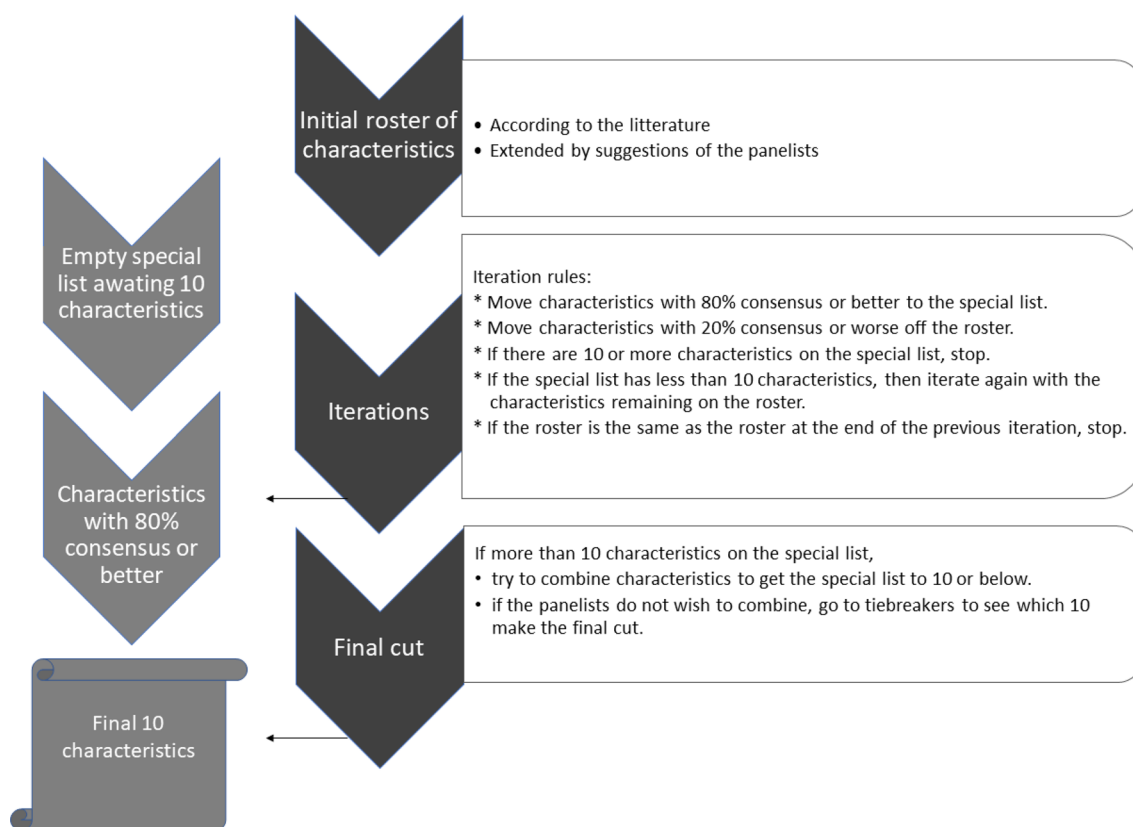 Initial roster of
characteristics
• According to the litterature
• Extended by suggestions of the panelists
Empty special
list awating 10
characteristics
Iterations
Iteration rules:
* Move characteristics with 80% consensus or better to the special list.
* Move characteristics with 20% consensus or worse off the roster.
* If there are 10 or more characteristics on the special list, stop.
* If the special list has less than 10 characteristics, then iterate again with the
characteristics remaining on the roster.
* If the roster is the same as the roster at the end of the previous iteration, stop.
Characteristics
with 80%
consensus or
better
Final cut
If more than 10 characteristics on the special list,
• try to combine characteristics to get the special list to 10 or below.
• if the panelists do not wish to combine, go to tiebreakers to see which 10
make the final cut.
Final 10
characteristics